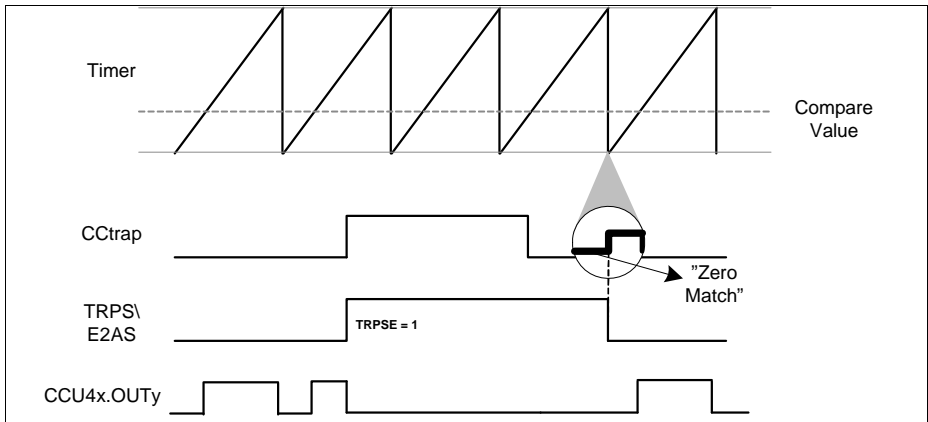 Timer
Compare
Value
CCtrap
"Zero
Match"
TRPS\
E2AS
TRPSE = 1
CCU4x.OUTy